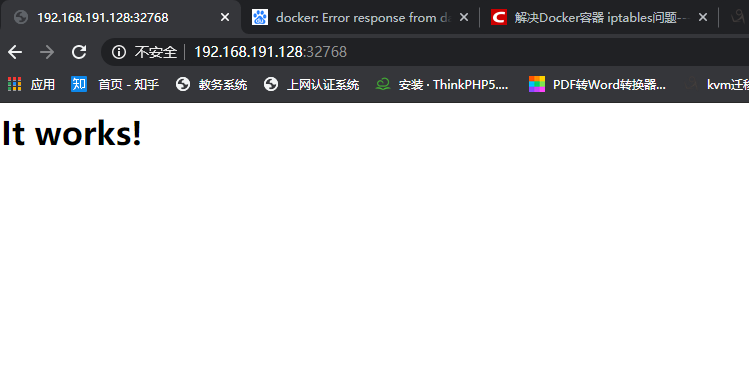 192.168.191.128:32768
docker: Error response from d
解决Docker容器 iptables问题---
不安全
192.168.191.128:32768
应用
知 首页 - 知乎
教务系统
上网认证系统
安装 · ThinkPHP5....
PDF转Word转换器...
kvm迁移
It works!